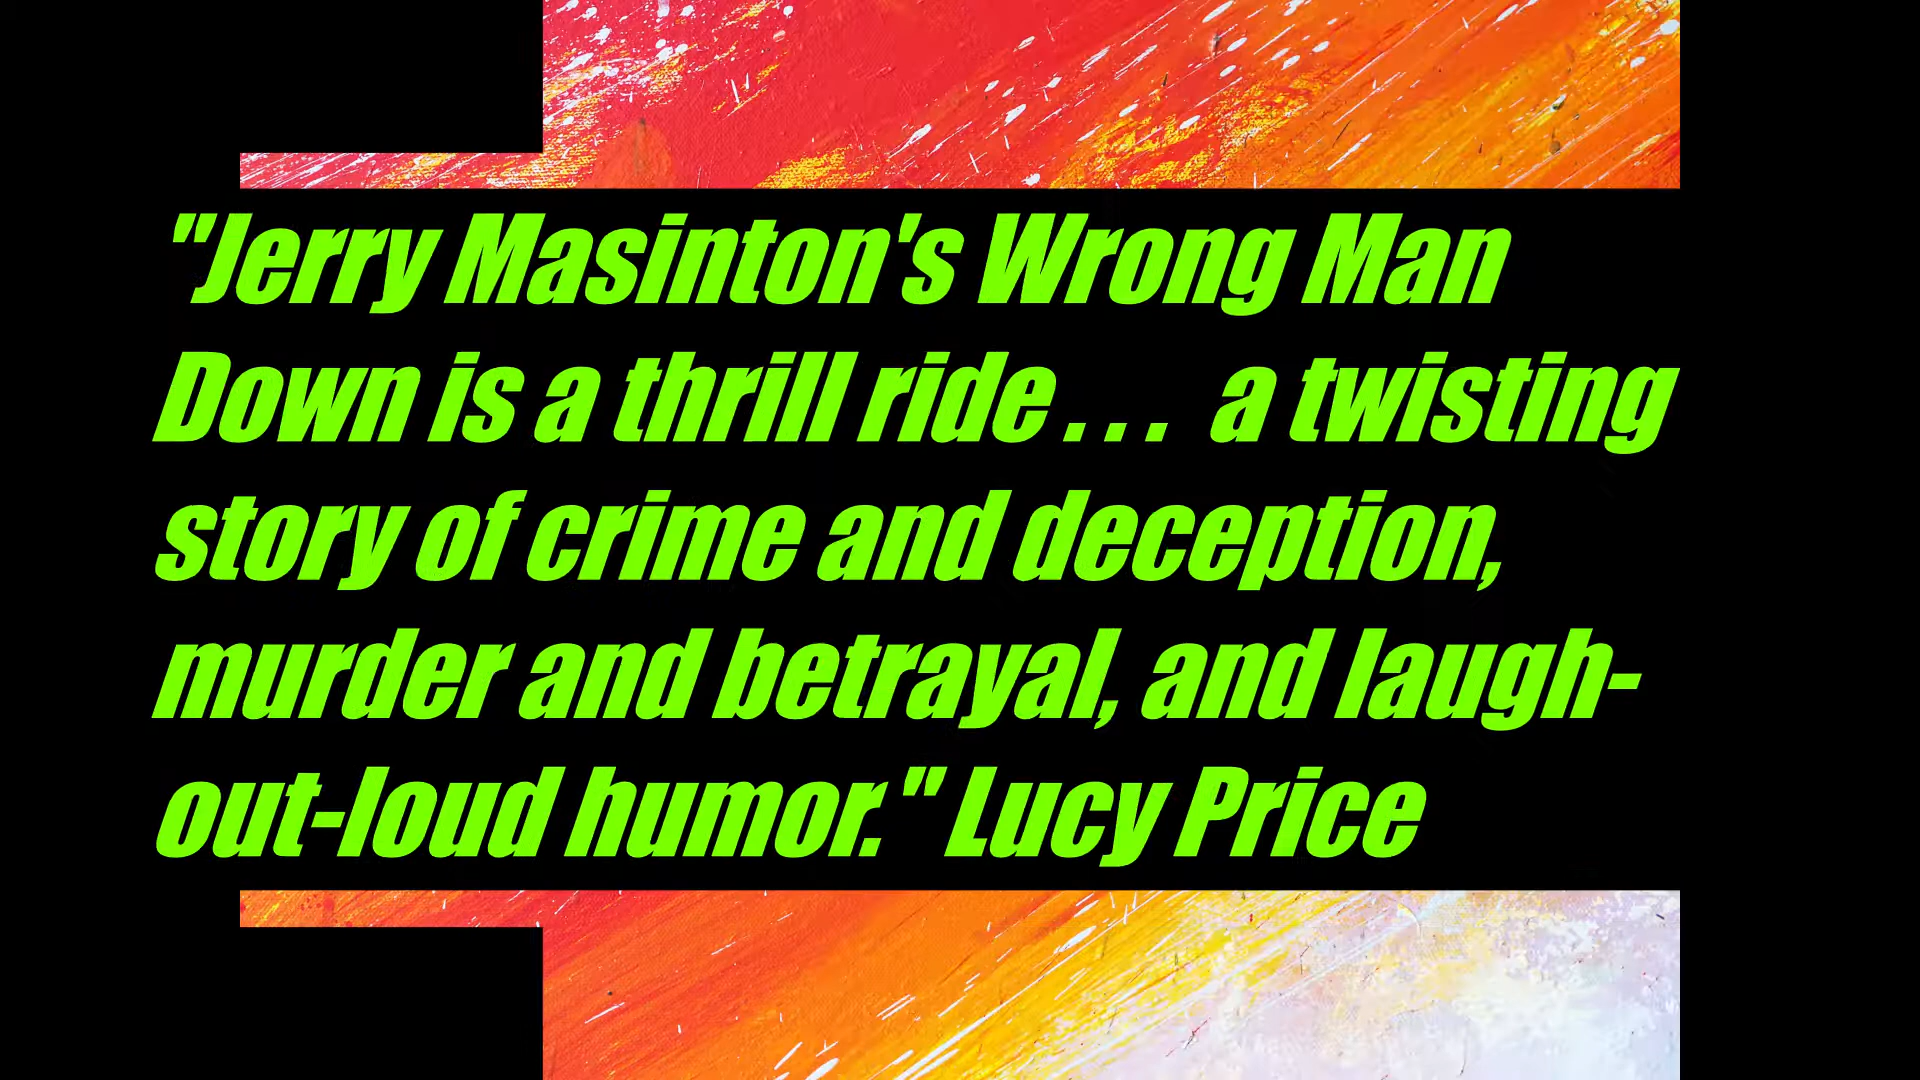 "Jerry Masinton's Wrong Man
Down is a thrill ride . . .  a twisting
story of crime and deception,
murder and betrayal, and laugh-
out-loud humor." Lucy Price